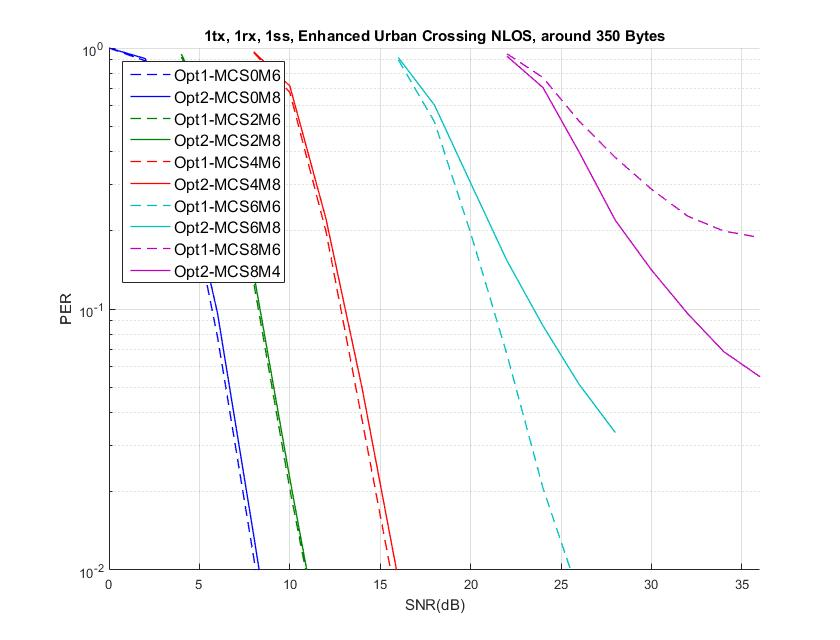 1tx, 1rx, 1ss, Enhanced Urban Crossing NLOS, around 350 Bytes
10^0
Opt1-MCS0M6
Opt2-MCS0M8
Opt1-MCS2M6
Opt2-MCS2M8
Opt1-MCS4M6
Opt2-MCS4M8
Opt1-MCS6M6
Opt2-MCS6M8
Opt1-MCS8M6
Opt2-MCS8M4
PER
10^-1
10^-2
0 5 10 15 20 25 30 35
SNR(dB)